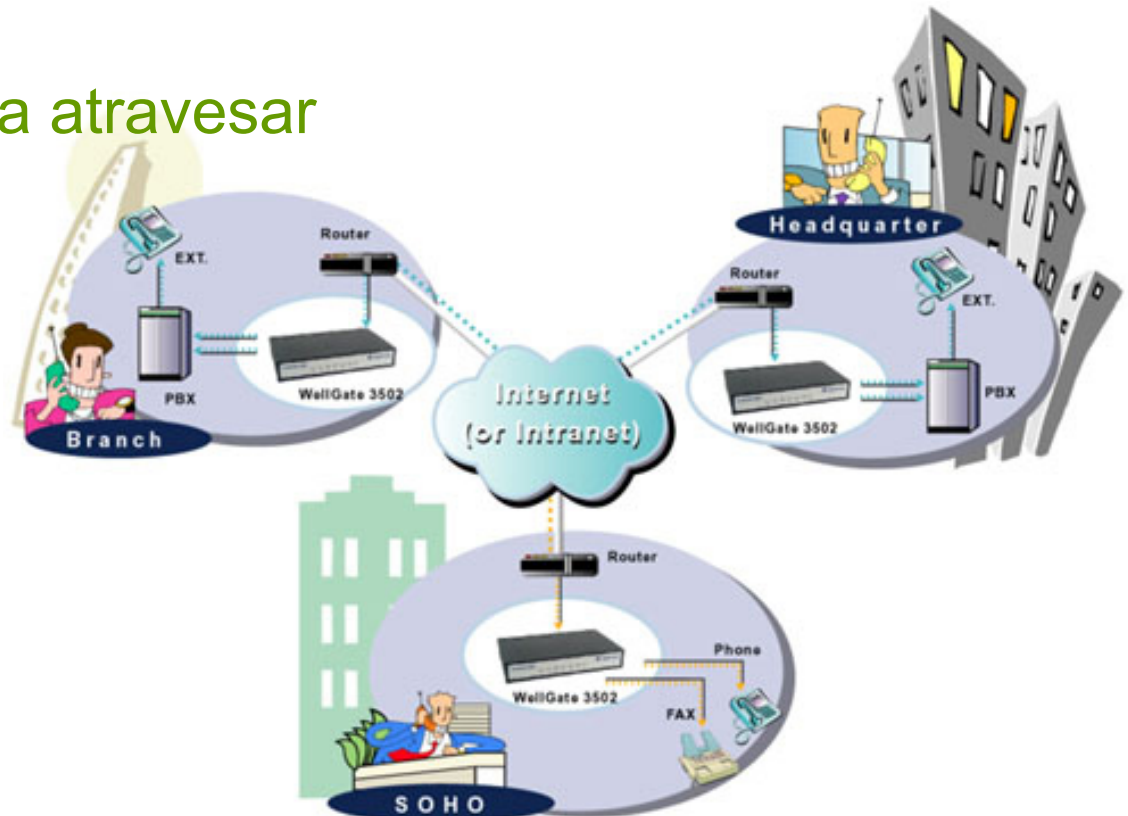 a atravesar
Router
EXT.
PBX
WellGate 3502
Branch
Headquarter
Router
EXT.
PBX
WellGate 3502
Internet
(or Intranet)
Router
WellGate 3502
Phone
FAX
SOHO